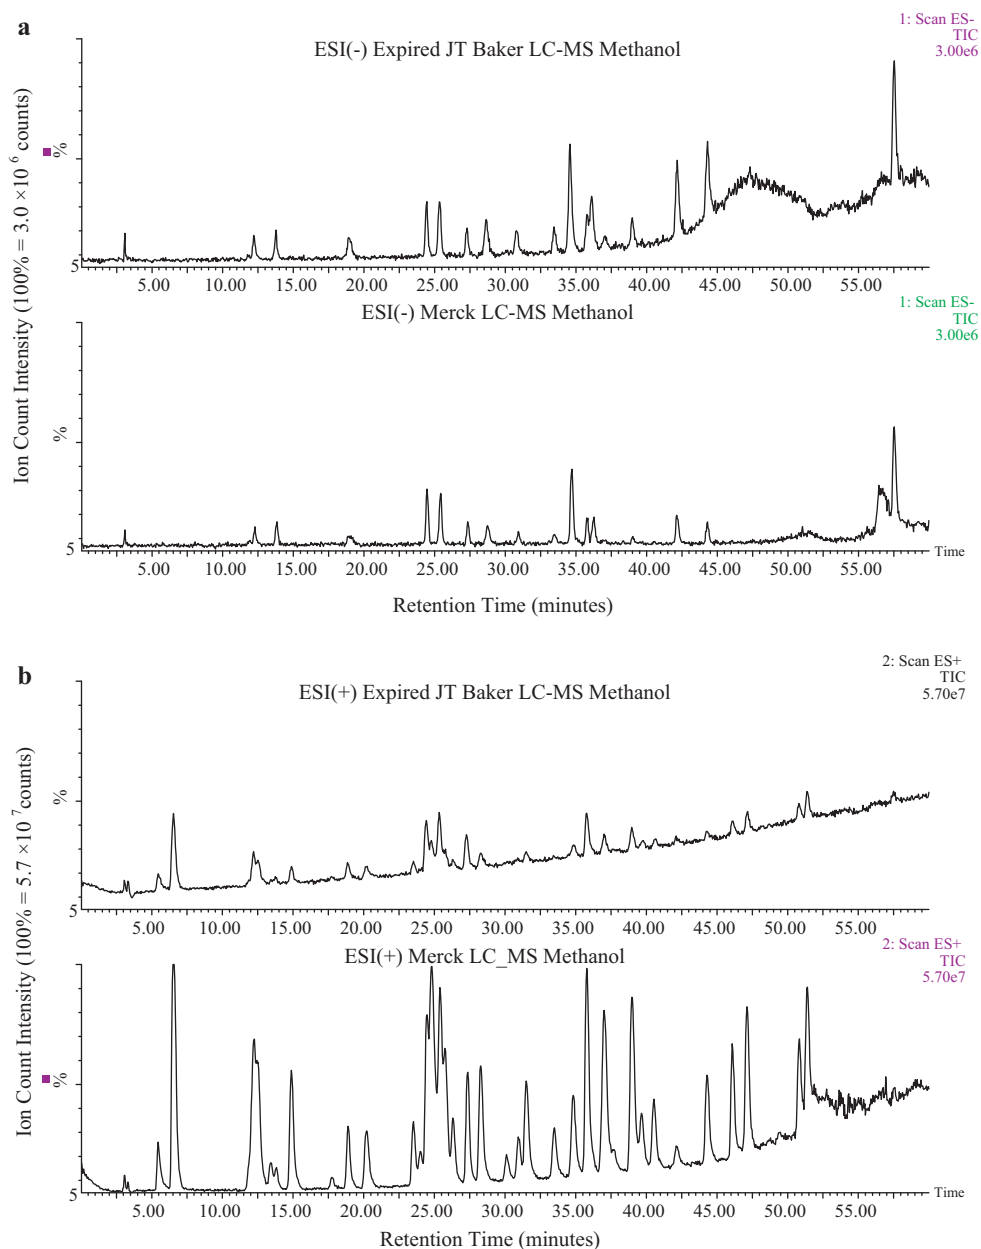 a
ESI(-) Expired JT Baker LC-MS Methanol
1: Scan ES-
TIC
3.00e6
%
5
5.00 10.00 15.00 20.00 25.00 30.00 35.00 40.00 45.00 50.00 55.00
ESI(-) Merck LC-MS Methanol
1: Scan ES-
TIC
3.00e6
%
5
Time
5.00 10.00 15.00 20.00 25.00 30.00 35.00 40.00 45.00 50.00 55.00
Retention Time (minutes)
Ion Count Intensity (100% = 3.0 ×10 6 counts)
b
ESI(+) Expired JT Baker LC-MS Methanol
2: Scan ES+
TIC
5.70e7
%
5
5.00 10.00 15.00 20.00 25.00 30.00 35.00 40.00 45.00 50.00 55.00
ESI(+) Merck LC_MS Methanol
2: Scan ES+
TIC
5.70e7
%
5
Time
5.00 10.00 15.00 20.00 25.00 30.00 35.00 40.00 45.00 50.00 55.00
Retention Time (minutes)
Ion Count Intensity (100% = 5.7 ×10 7counts)